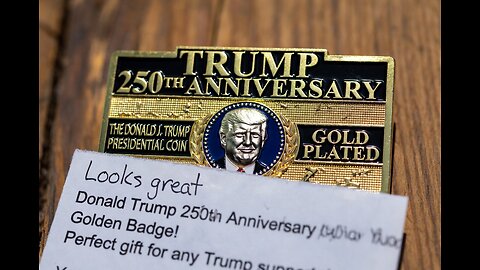 TRUMP
250TH ANNIVERSARY
THE DONALD J. TRUMP
PRESIDENTIAL COIN
GOLD
PLATED
Looks great
Donald Trump 250th Anniversary
Golden Badge!
Perfect gift for any Trump